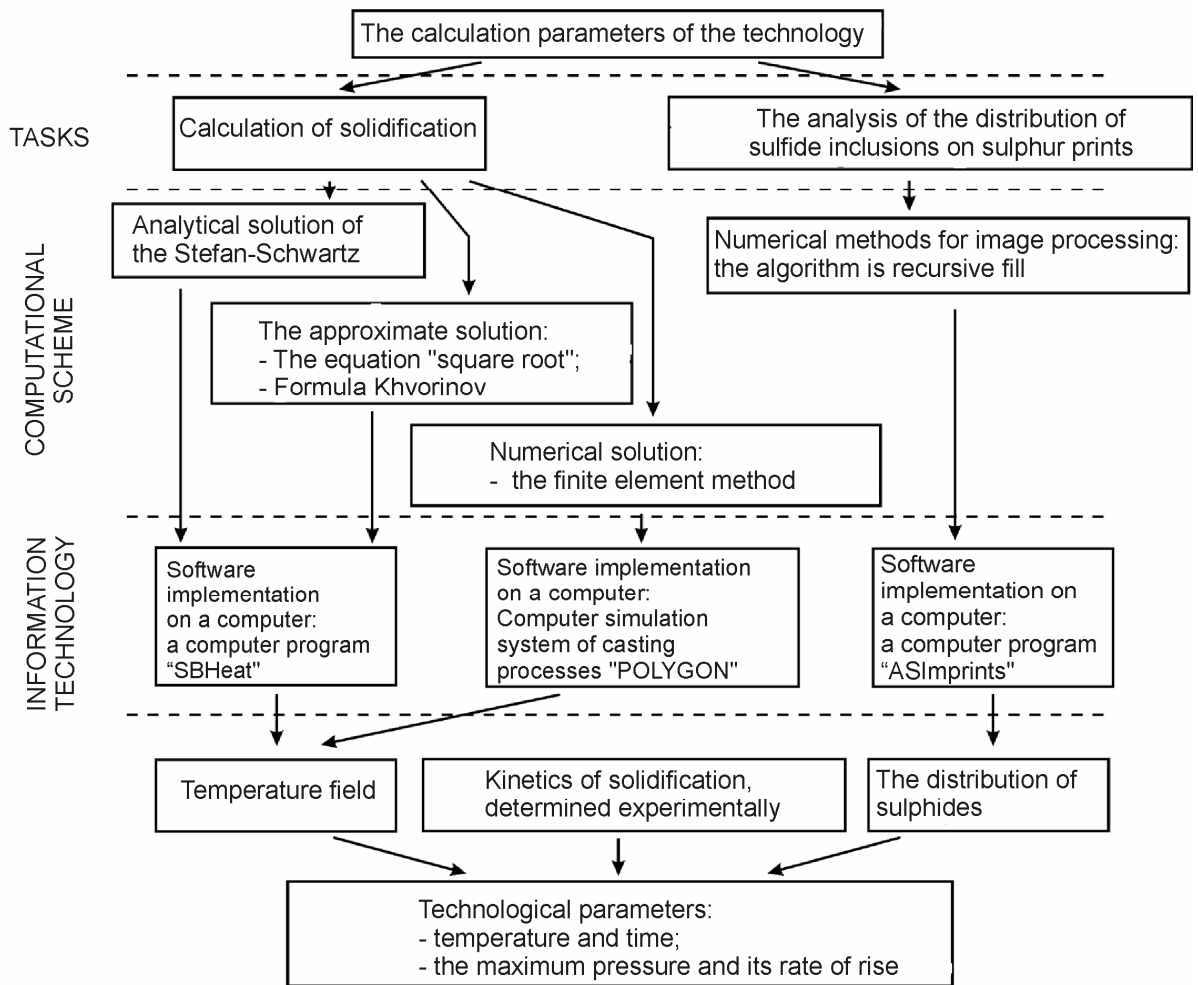 The calculation parameters of the technology
TASKS
Calculation of solidification
The analysis of the distribution of
sulfide inclusions on sulphur prints
COMPUTATIONAL
SCHEME
Analytical solution of
the Stefan-Schwartz
Numerical methods for image processing:
the algorithm is recursive fill
The approximate solution:
- The equation "square root";
- Formula Khvorinov
Numerical solution:
- the finite element method
INFORMATION
TECHNOLOGY
Software
implementation
on a computer:
a computer program
“SBHeat"
Software implementation
on a computer:
Computer simulation
system of casting
processes "POLYGON"
Software
implementation on
a computer:
a computer program
“ASImprints"
Temperature field
Kinetics of solidification,
determined experimentally
The distribution of
sulphides
Technological parameters:
- temperature and time;
- the maximum pressure and its rate of rise